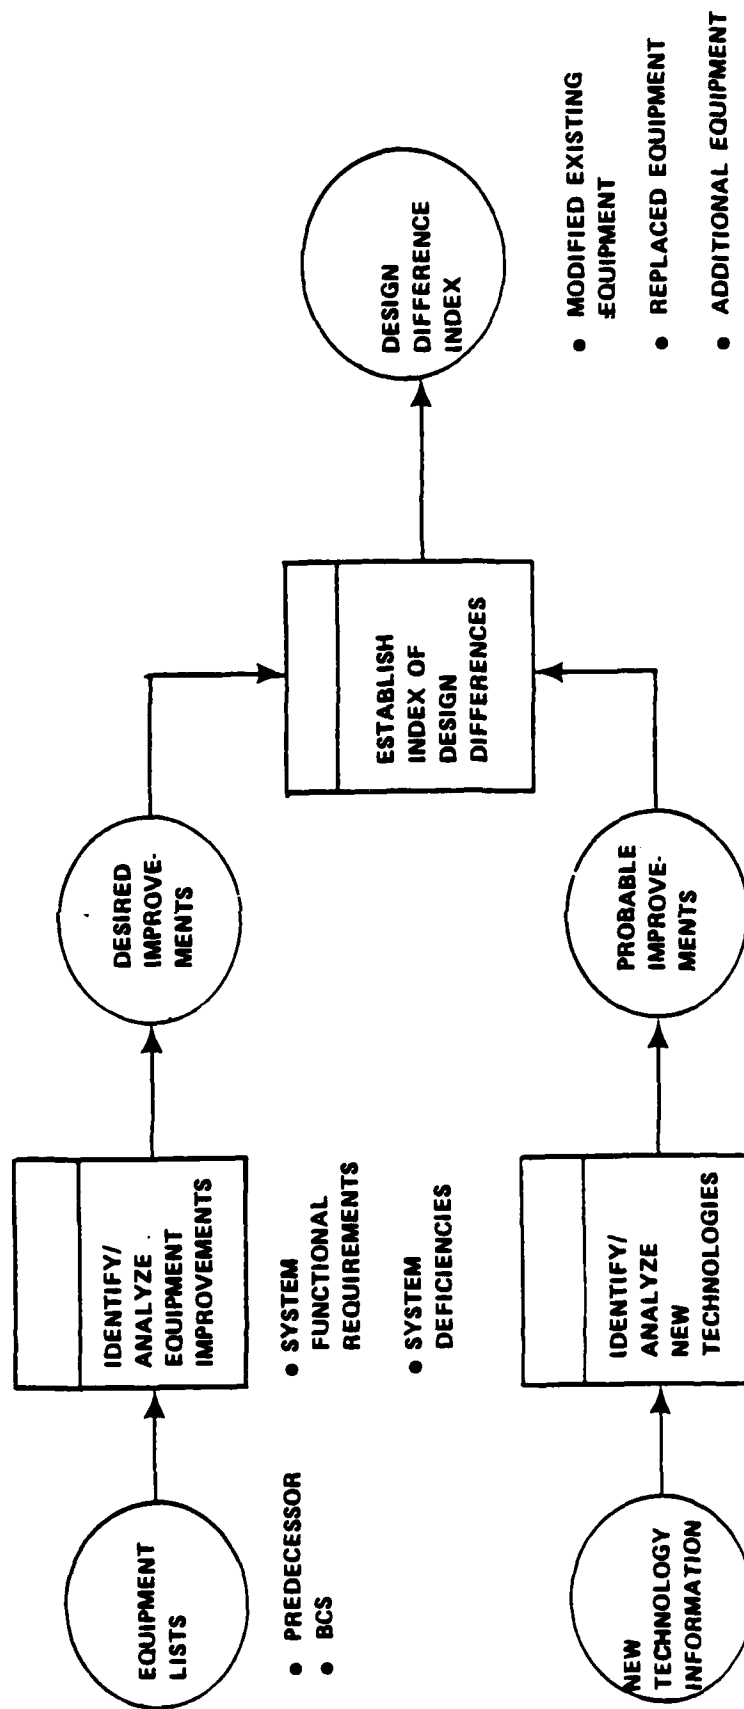 EQUIPMENT
LISTS
• PREDECESSOR
• BCS
IDENTIFY/
ANALYZE
EQUIPMENT
IMPROVEMENTS
• SYSTEM
FUNCTIONAL
REQUIREMENTS
• SYSTEM
DEFICIENCIES
DESIRED
IMPROVE-
MENTS
NEW
TECHNOLOGY
INFORMATION
IDENTIFY/
ANALYZE
NEW
TECHNOLOGIES
PROBABLE
IMPROVE-
MENTS
ESTABLISH
INDEX OF
DESIGN
DIFFERENCES
DESIGN
DIFFERENCE
INDEX
• MODIFIED EXISTING
EQUIPMENT
• REPLACED EQUIPMENT
• ADDITIONAL EQUIPMENT